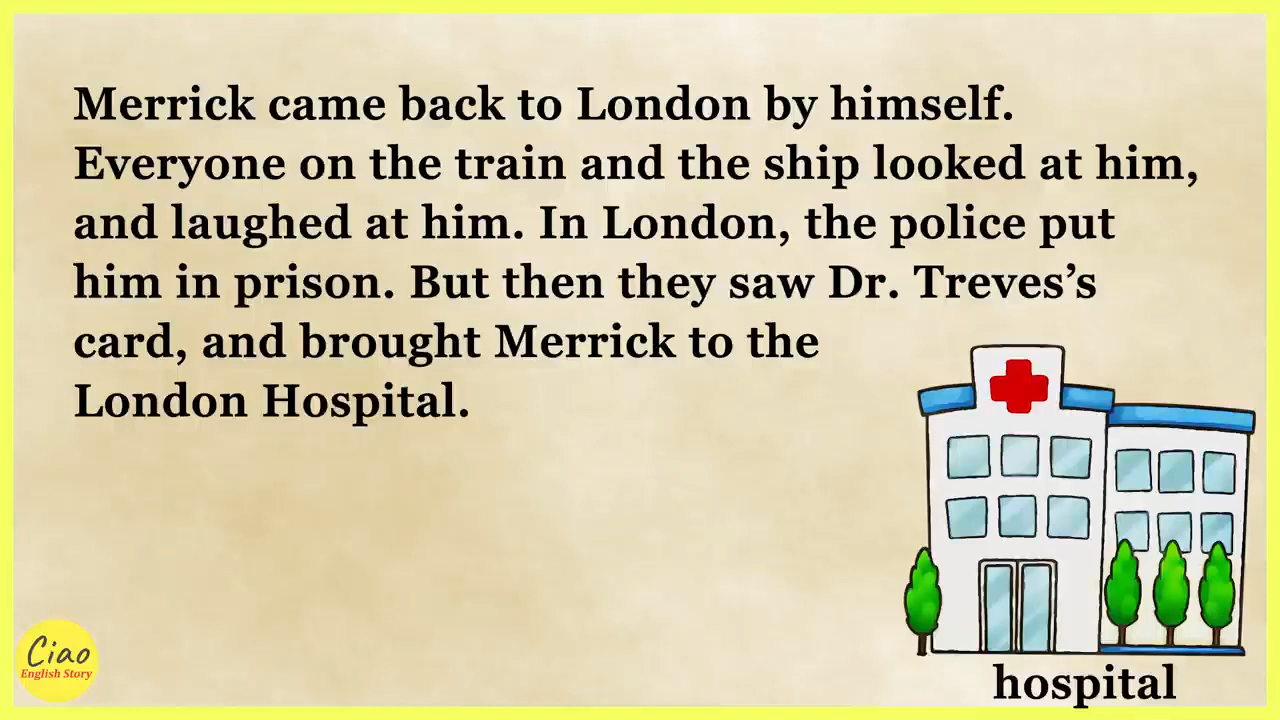 Merrick came back to London by himself.
Everyone on the train and the ship looked at him,
and laughed at him. In London, the police put
him in prison. But then they saw Dr. Treves’s
card, and brought Merrick to the
London Hospital.
hospital
Ciao
English Story